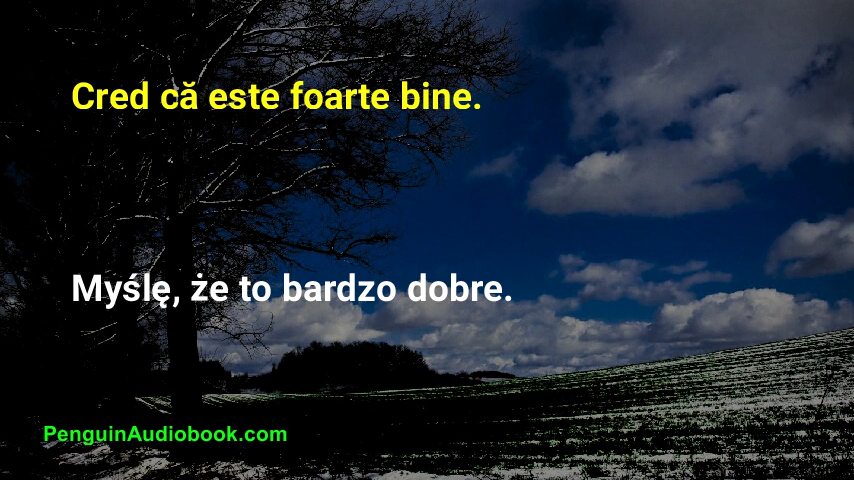 Cred că este foarte bine.
Myślę, że to bardzo dobre.
PenguinAudiobook.com